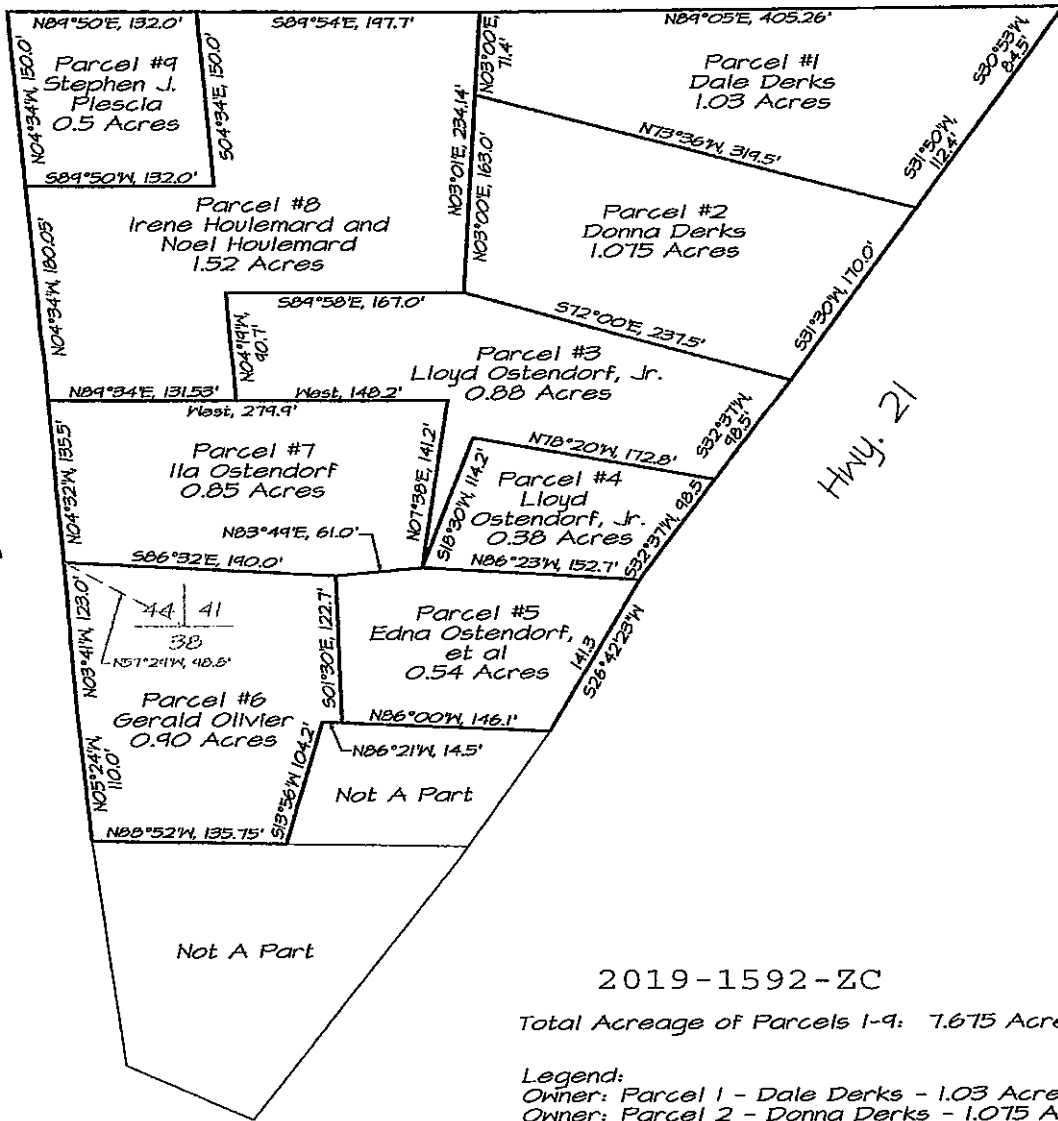 N89°50'E, 132.0'
S89°54'E, 197.7'
N89°05'E, 405.26'
N04°34'W, 150.0'
Parcel #9
Stephen J.
Plescia
0.5 Acres
S04°34'E, 150.0'
S89°50'W, 132.0'
N03°00'E,
71.4'
Parcel #1
Dale Derks
1.03 Acres
S30°53'W,
84.5'
N73°36'W, 319.5'
S31°50'W,
112.4'
N03°01'E, 234.14'
N03°00'E, 163.0'
Parcel #8
Irene Houlemard and
Noel Houlemard
1.52 Acres
N04°34'W, 180.05'
Parcel #2
Donna Derks
1.075 Acres
S31°30'W, 170.0'
S89°58'E, 167.0'
N04°19'W,
90.7'
S72°00'E, 237.5'
Parcel #3
Lloyd Ostendorf, Jr.
0.88 Acres
S32°37'W,
98.5'
Hwy. 21
N89°34'E, 131.53'
West, 148.2'
West, 279.9'
N04°32'W, 135.5'
Parcel #7
Ila Ostendorf
0.85 Acres
N07°38'E, 141.2'
S18°30'W, 114.2'
N78°20'W, 172.8'
Parcel #4
Lloyd
Ostendorf, Jr.
0.38 Acres
S32°37'W, 98.5'
N83°49'E, 61.0'
S86°32'E, 190.0'
N86°23'W, 152.7'
N03°41'W, 123.0'
44 41
38
N57°29'W, 98.8'
S01°30'E, 122.7'
Parcel #5
Edna Ostendorf,
et al
0.54 Acres
141.3
S26°42'23"W
Parcel #6
Gerald Olivier
0.90 Acres
N86°00'W, 146.1'
N86°21'W, 14.5'
N05°24'W
110.0'
S13°56'W 104.2'
Not A Part
N88°52'W, 135.75'
Not A Part
2019-1592-ZC
Total Acreage of Parcels 1-9: 7.675 Acre
Legend:
Owner: Parcel 1 - Dale Derks - 1.03 Acre
Owner: Parcel 2 - Donna Derks - 1.075 A